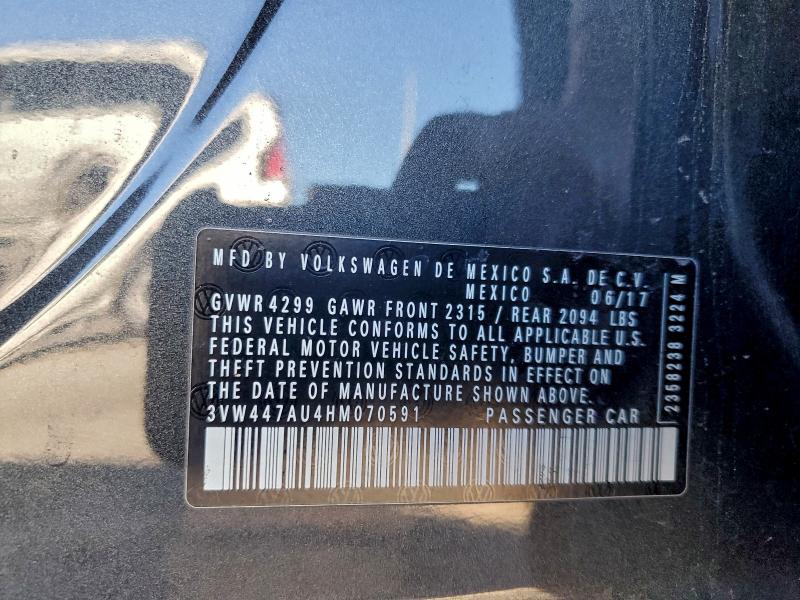 MFD BY VOLKSWAGEN DE MEXICO S.A. DE C.V.
MEXICO 06/17
GVWR 4299 GAWR FRONT 2315 / REAR 2094 LBS
THIS VEHICLE CONFORMS TO ALL APPLICABLE U.S.
FEDERAL MOTOR VEHICLE SAFETY, BUMPER AND
THEFT PREVENTION STANDARDS IN EFFECT ON
THE DATE OF MANUFACTURE SHOWN ABOVE.
3VW447AU4HM070591 PASSENGER CAR
2356238 3224 M